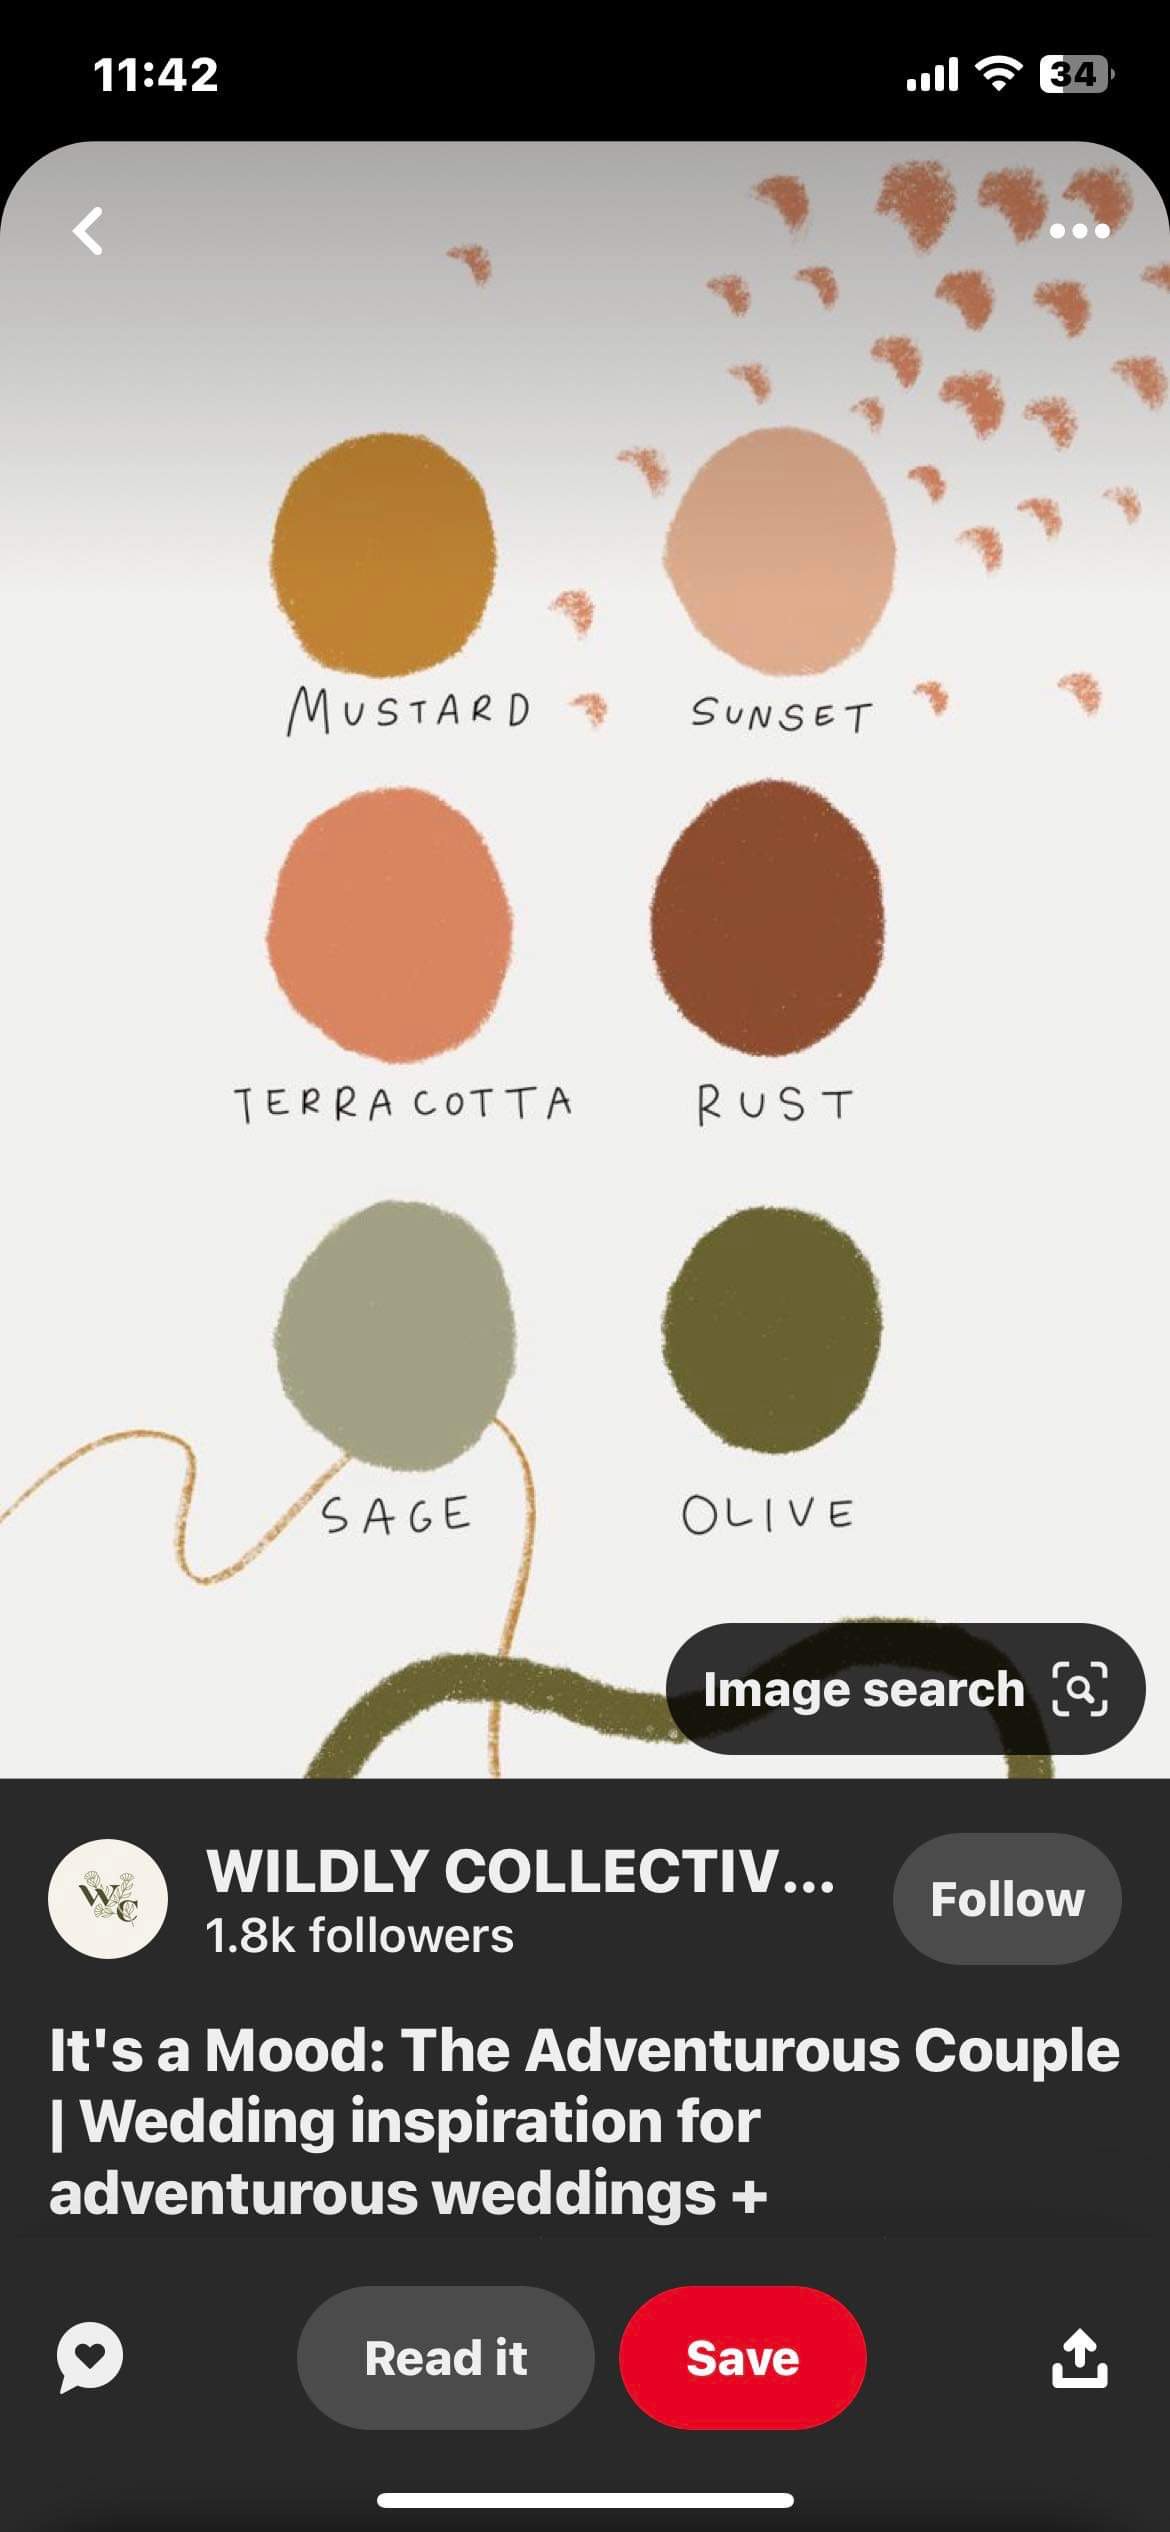 11:42
34
MUSTARD
SUNSET
TERRA COTTA
RUST
SAGE
OLIVE
Image search
WC
WILDLY COLLECTIV...
1.8k followers
Follow
It's a Mood: The Adventurous Couple
| Wedding inspiration for
adventurous weddings +
Read it
Save